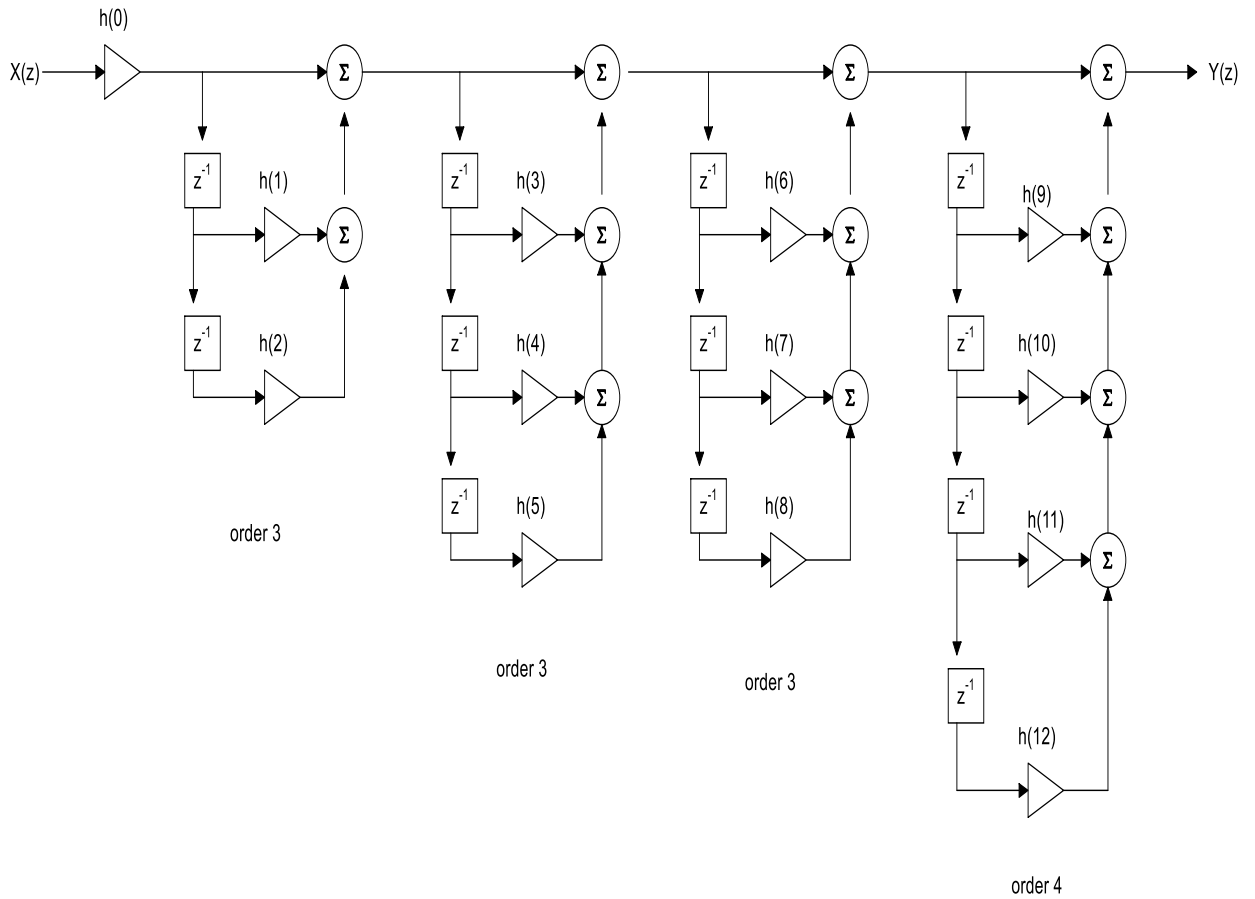 h(0)
X(z) Σ Σ Σ Σ Y(z)
z-1 h(1) Σ z-1 h(3) Σ z-1 h(6) Σ z-1 h(9) Σ
z-1 h(2) z-1 h(4) Σ z-1 h(7) Σ z-1 h(10) Σ
z-1 h(5) z-1 h(8) z-1 h(11) Σ
order 3
order 3
order 3
z-1
h(12)
order 4